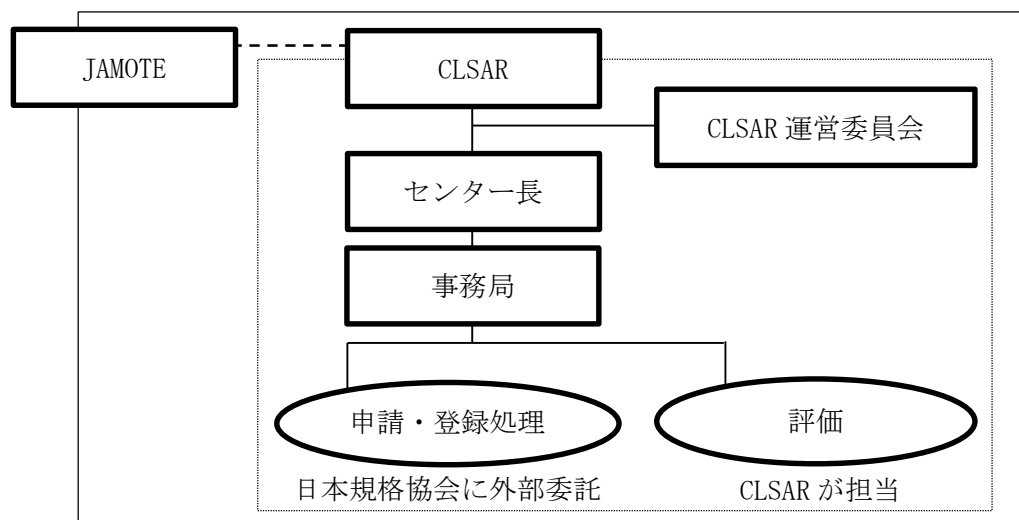 JAMOTE
CLSAR
CLSAR 運営委員会
センター長
事務局
申請・登録処理
評価
日本規格協会に外部委託
CLSAR が担当